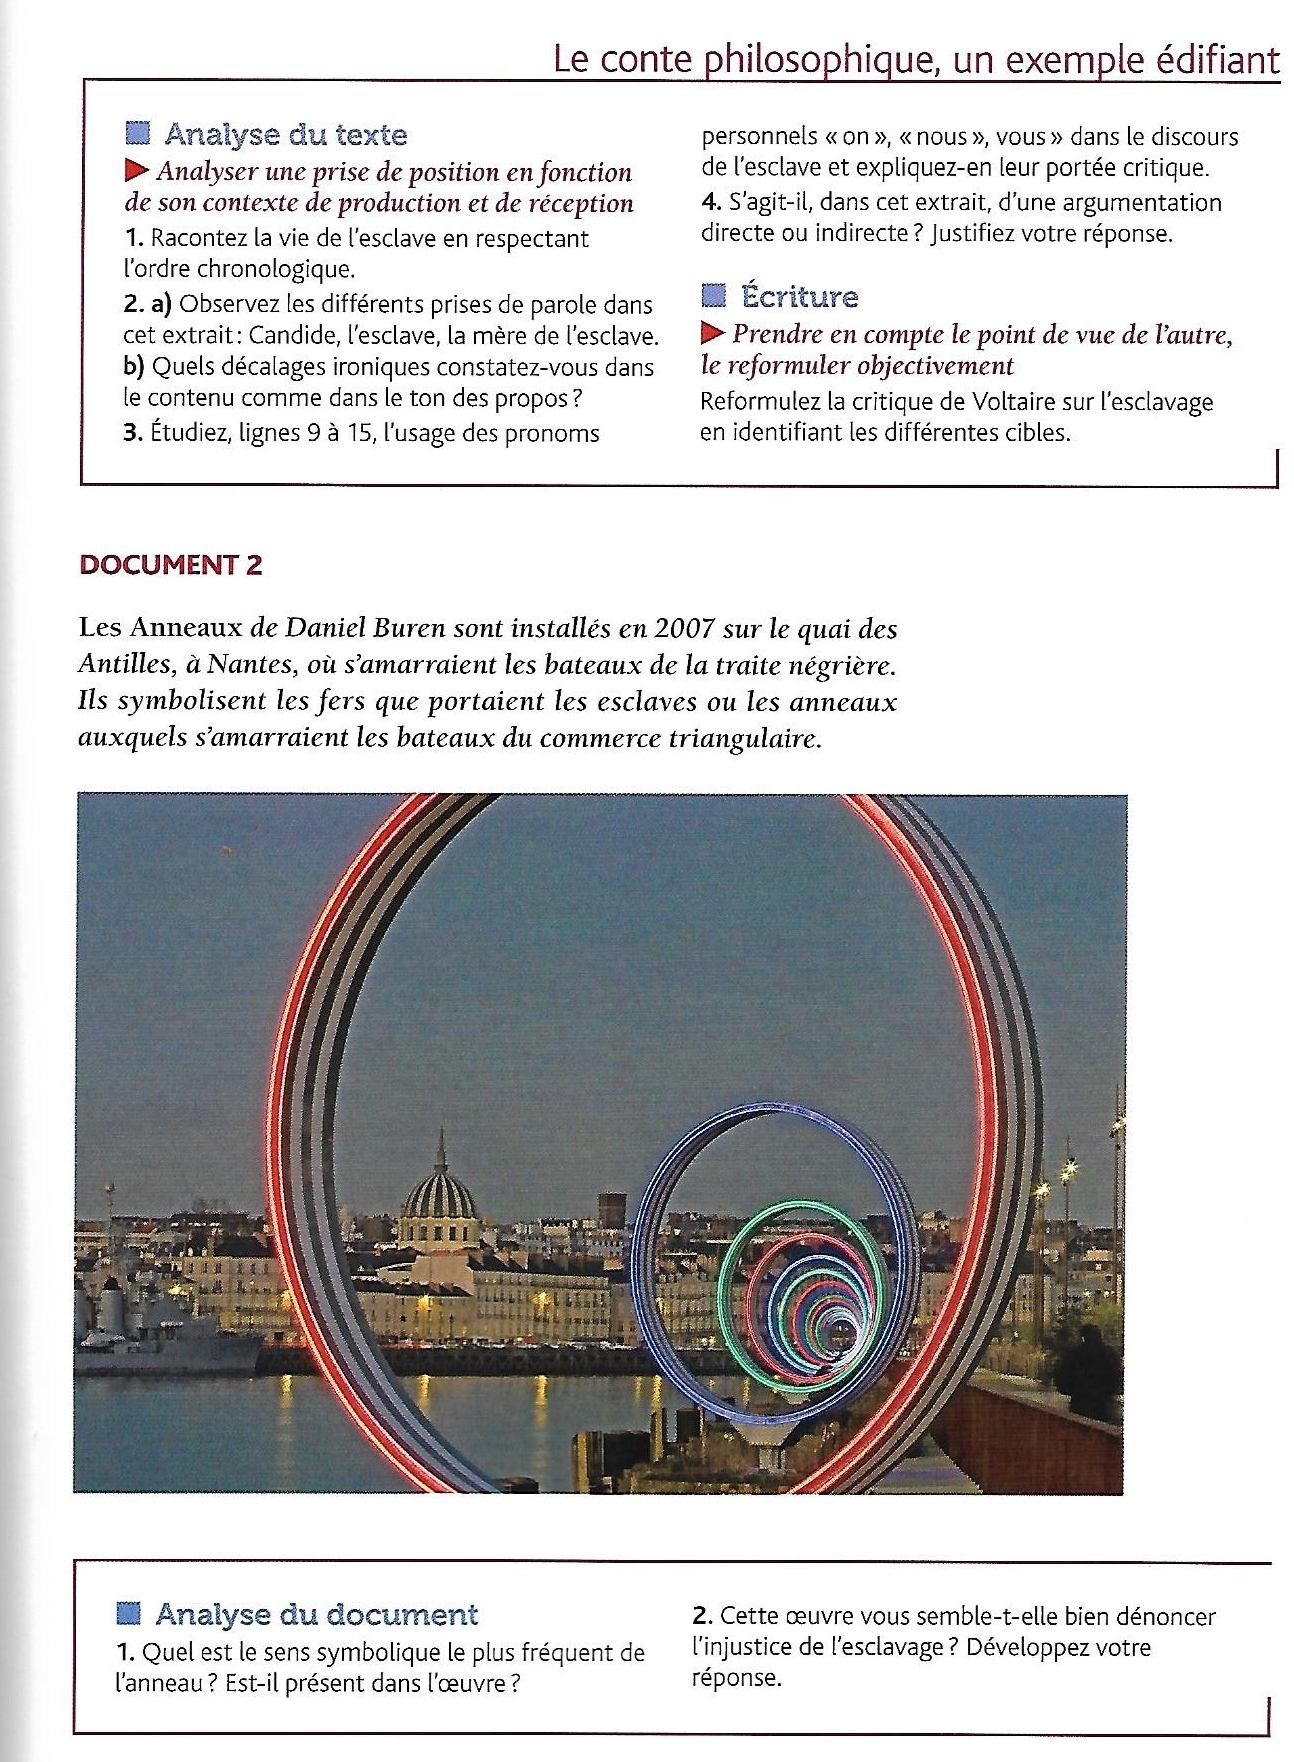 Le conte philosophique, un exemple édifiant
Analyse du texte
Analyser une prise de position en fonction
de son contexte de production et de réception
1. Racontez la vie de l'esclave en respectant
l'ordre chronologique.
2. a) Observez les différents prises de parole dans
cet extrait : Candide, l'esclave, la mère de l'esclave.
b) Quels décalages ironiques constatez-vous dans
le contenu comme dans le ton des propos ?
3. Étudiez, lignes 9 à 15, l'usage des pronoms
personnels « on », « nous », vous » dans le discours
de l'esclave et expliquez-en leur portée critique.
4. S'agit-il, dans cet extrait, d'une argumentation
directe ou indirecte ? Justifiez votre réponse.
Écriture
Prendre en compte le point de vue de l'autre,
le reformuler objectivement
Reformulez la critique de Voltaire sur l'esclavage
en identifiant les différentes cibles.
DOCUMENT 2
Les Anneaux de Daniel Buren sont installés en 2007 sur le quai des
Antilles, à Nantes, où s'amarraient les bateaux de la traite négrière.
Ils symbolisent les fers que portaient les esclaves ou les anneaux
auxquels s'amarraient les bateaux du commerce triangulaire.
Analyse du document
1. Quel est le sens symbolique le plus fréquent de
l'anneau ? Est-il présent dans l'œuvre ?
2. Cette œuvre vous semble-t-elle bien dénoncer
l'injustice de l'esclavage ? Développez votre
réponse.